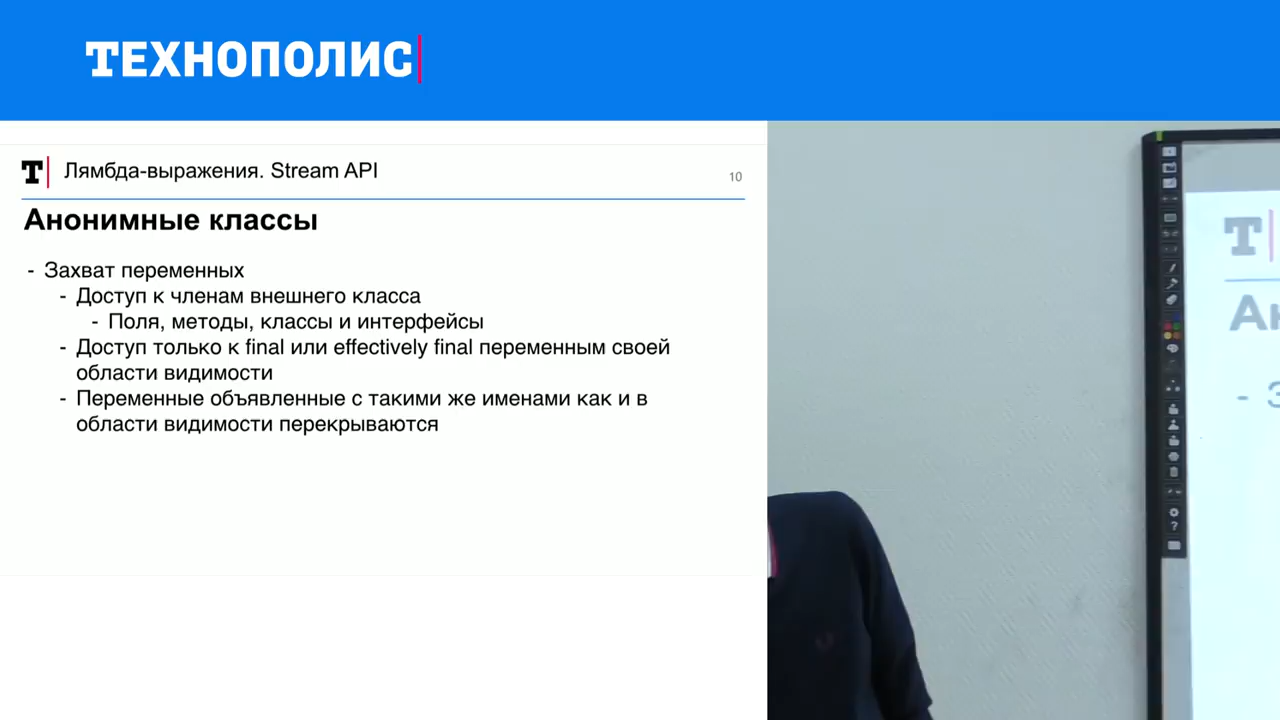 ТЕХНОПОЛИС
Т Лямбда-выражения. Stream API
10
Анонимные классы
- Захват переменных
- Доступ к членам внешнего класса
- Поля, методы, классы и интерфейсы
- Доступ только к final или effectively final переменным своей
области видимости
- Переменные объявленные с такими же именами как и в
области видимости перекрываются
Т
Ан
- З
?